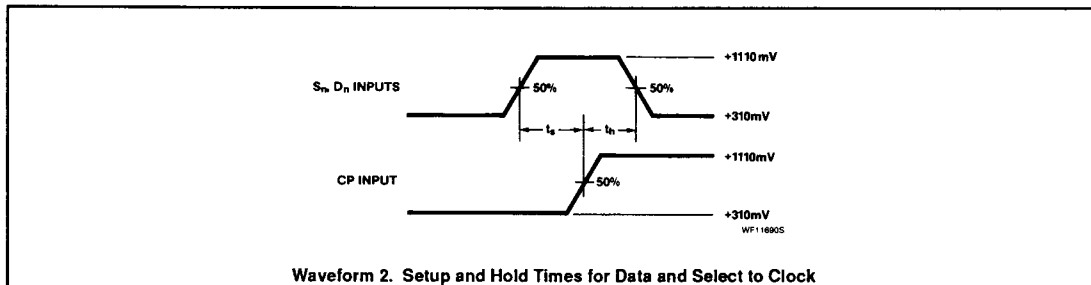 +1110mV
Sn, Dn INPUTS
50%
50%
+310mV
ts
th
+1110mV
CP INPUT
50%
+310mV
WF11690S
Waveform 2. Setup and Hold Times for Data and Select to Clock